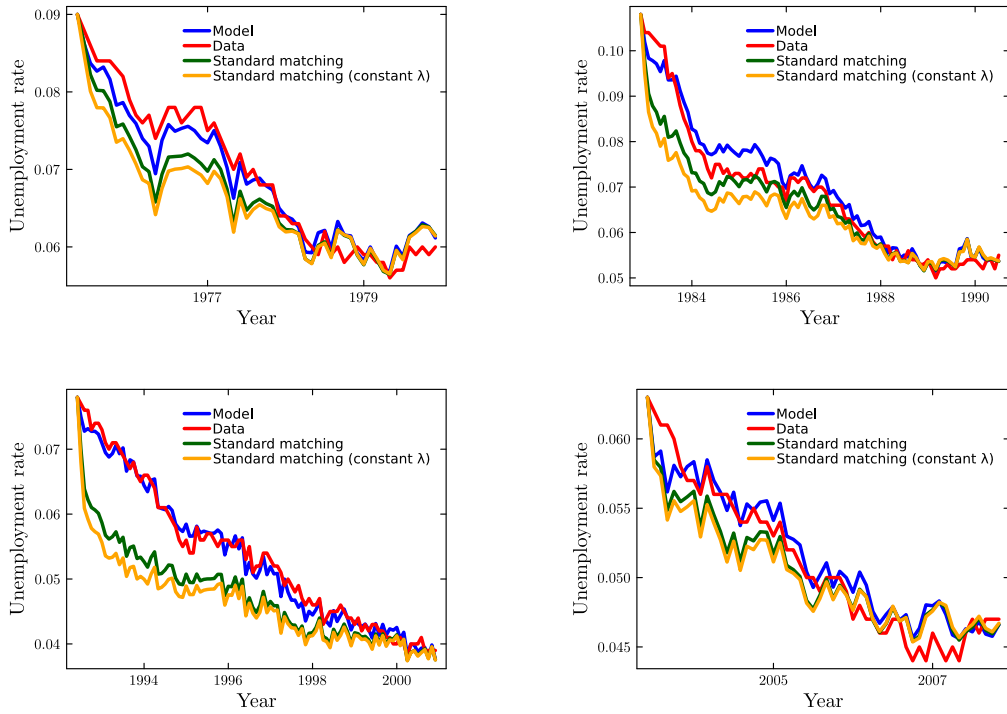 0.09
0.08
0.07
0.06
Unemployment rate
Model
Data
Standard matching
Standard matching (constant λ)
1977
1979
Year
0.10
0.09
0.08
0.07
0.06
0.05
Unemployment rate
Model
Data
Standard matching
Standard matching (constant λ)
1984
1986
1988
1990
Year
0.07
0.06
0.05
0.04
Unemployment rate
Model
Data
Standard matching
Standard matching (constant λ)
1994
1996
1998
2000
Year
0.060
0.055
0.050
0.045
Unemployment rate
Model
Data
Standard matching
Standard matching (constant λ)
2005
2007
Year